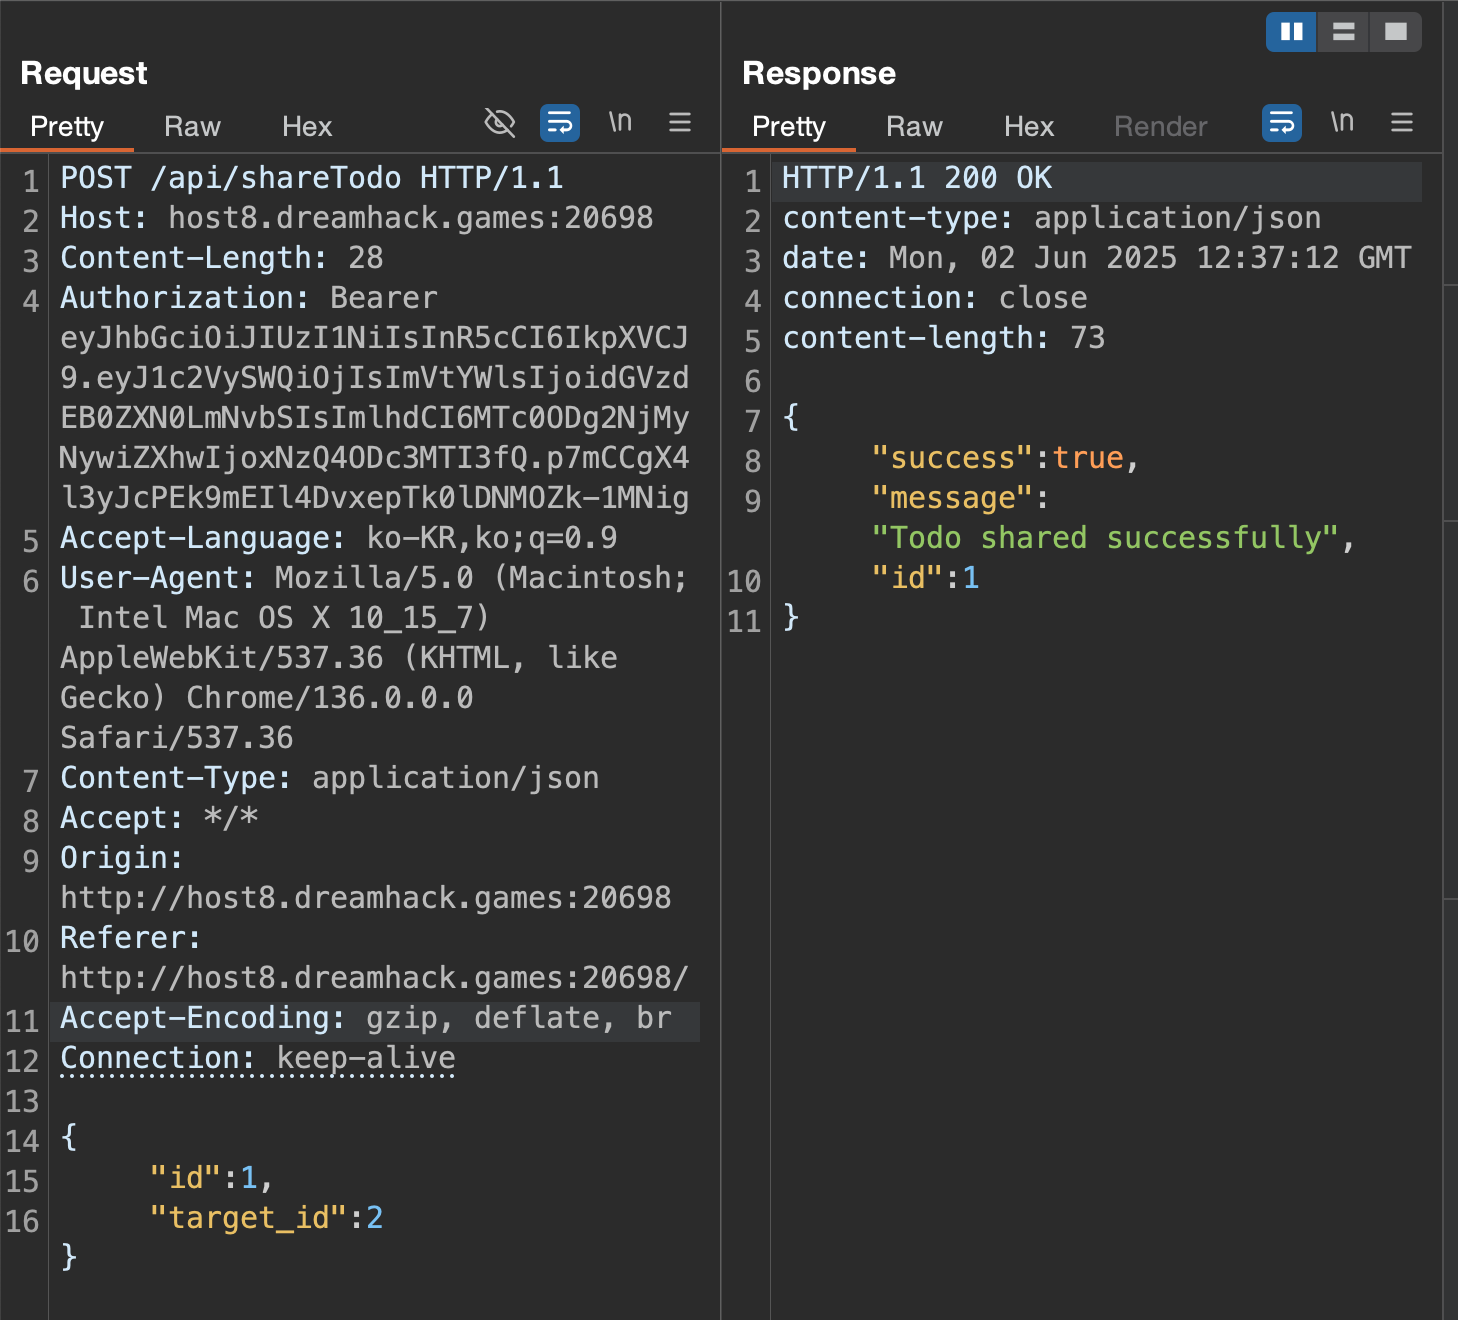 Request
Pretty Raw Hex \n
1 POST /api/shareTodo HTTP/1.1
2 Host: host8.dreamhack.games:20698
3 Content-Length: 28
4 Authorization: Bearer
eyJhbGciOiJIUzI1NiIsInR5cCI6IkpXVCJ
9.eyJ1c2VySWQiOjIsImVtYWlsIjoidGVzd
EB0ZXN0LmNvbSIsImlhdCI6MTc0ODg2NjMy
NywiZXhwIjoxNzQ4ODc3MTI3fQ.p7mCCgX4
l3yJcPEk9mEIl4DvxepTk0lDNMOZk-1MNig
5 Accept-Language: ko-KR,ko;q=0.9
6 User-Agent: Mozilla/5.0 (Macintosh;
Intel Mac OS X 10_15_7)
AppleWebKit/537.36 (KHTML, like
Gecko) Chrome/136.0.0.0
Safari/537.36
7 Content-Type: application/json
8 Accept: */*
9 Origin:
http://host8.dreamhack.games:20698
10 Referer:
http://host8.dreamhack.games:20698/
11 Accept-Encoding: gzip, deflate, br
12 Connection: keep-alive
13
14 {
15 "id":1,
16 "target_id":2
}
Response
Pretty Raw Hex Render \n
1 HTTP/1.1 200 OK
2 content-type: application/json
3 date: Mon, 02 Jun 2025 12:37:12 GMT
4 connection: close
5 content-length: 73
6
7 {
8 "success":true,
9 "message":
"Todo shared successfully",
10 "id":1
11 }